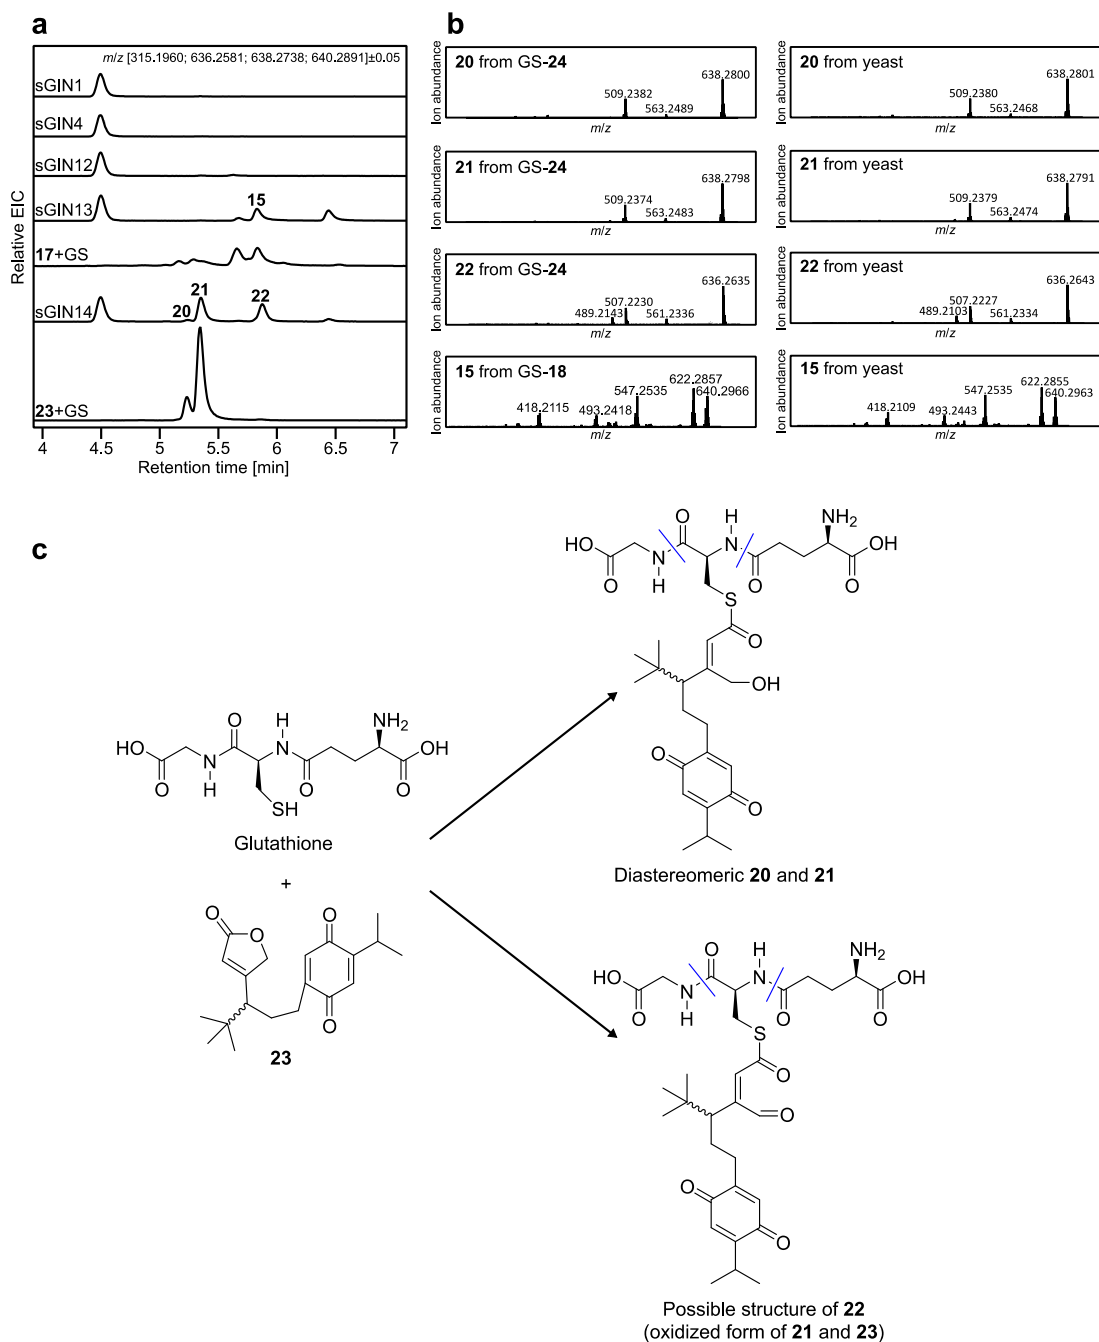 a
m/z [315.1960; 636.2581; 638.2738; 640.2891]±0.05
sGIN1
sGIN4
sGIN12
sGIN13
15
17+GS
sGIN14
20
21
22
23+GS
Relative EIC
4 4.5 5 5.5 6 6.5 7
Retention time [min]
b
20 from GS-24
638.2800
509.2382
563.2489
Ion abundance
m/z
20 from yeast
638.2801
509.2380
563.2468
Ion abundance
m/z
21 from GS-24
638.2798
509.2374
563.2483
Ion abundance
m/z
21 from yeast
638.2791
509.2379
563.2474
Ion abundance
m/z
22 from GS-24
636.2635
507.2230
489.2143
561.2336
Ion abundance
m/z
22 from yeast
636.2643
507.2227
489.2103
561.2334
Ion abundance
m/z
15 from GS-18
622.2857
547.2535
640.2966
418.2115
493.2418
Ion abundance
m/z
15 from yeast
622.2855
547.2535
640.2963
418.2109
493.2443
Ion abundance
m/z
c
O H NH2
HO N N OH
O H O O
SH
Glutathione
+
O O O
O
23
O H NH2
HO N N OH
O H O O
S
O
OH
O
O
Diastereomeric 20 and 21
O H NH2
HO N N OH
O H O O
S
O
O
O
O
Possible structure of 22
(oxidized form of 21 and 23)